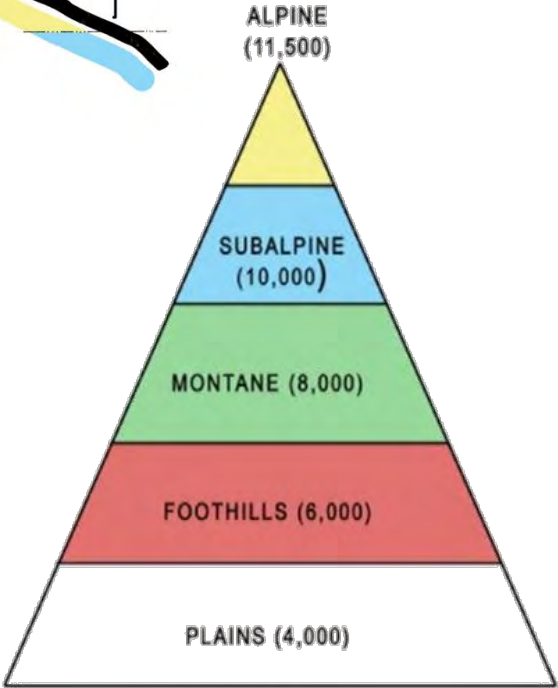 ALPINE
(11,500)
SUBALPINE
(10,000)
MONTANE (8,000)
FOOTHILLS (6,000)
PLAINS (4,000)